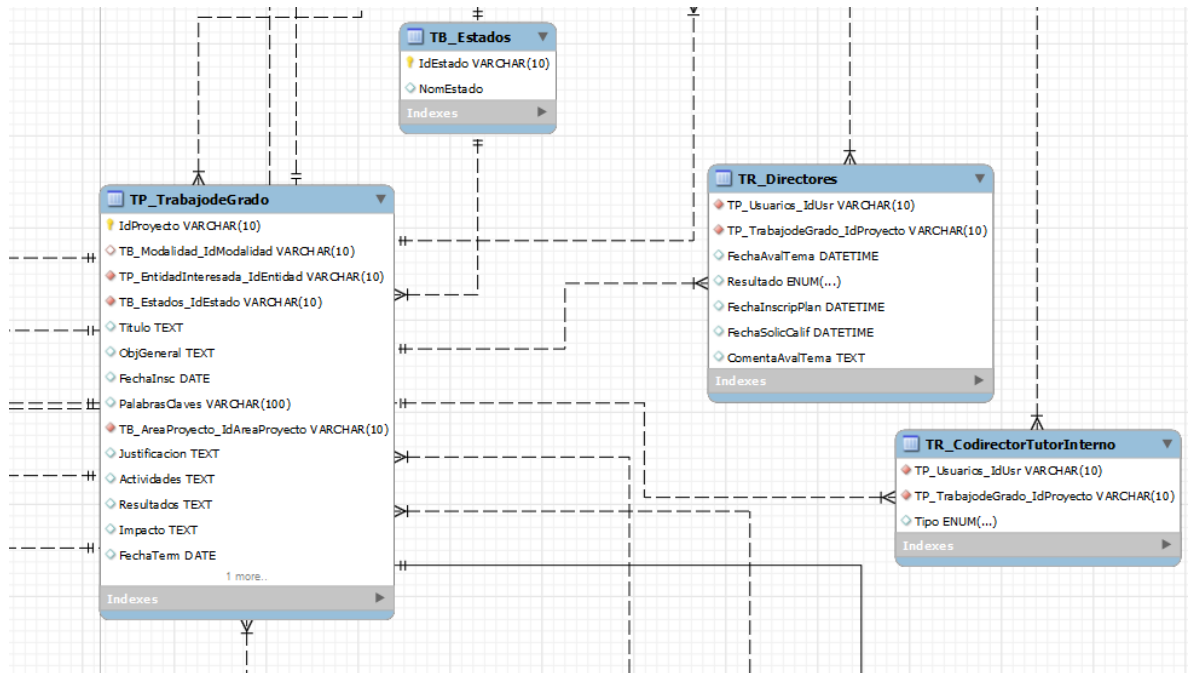 TB_Estados
IdEstado VARCHAR(10)
NomEstado
Indexes
TP_TrabajodeGrado
IdProyecto VARCHAR(10)
TB_Modalidad_IdModalidad VARCHAR(10)
TP_EntidadInteresada_IdEntidad VARCHAR(10)
TB_Estados_IdEstado VARCHAR(10)
Titulo TEXT
ObjGeneral TEXT
FechaInsc DATE
PalabrasClaves VARCHAR(100)
TB_AreaProyecto_IdAreaProyecto VARCHAR(10)
Justificacion TEXT
Actividades TEXT
Resultados TEXT
Impacto TEXT
FechaTerm DATE
1 more..
Indexes
TR_Directores
TP_Usuarios_IdUsr VARCHAR(10)
TP_TrabajodeGrado_IdProyecto VARCHAR(10)
FechaAvalTema DATETIME
Resultado ENUM(...)
FechaInscripPlan DATETIME
FechaSolicCalif DATETIME
ComentaAvalTema TEXT
Indexes
TR_CodirectorTutorInterno
TP_Usuarios_IdUsr VARCHAR(10)
TP_TrabajodeGrado_IdProyecto VARCHAR(10)
Tipo ENUM(...)
Indexes